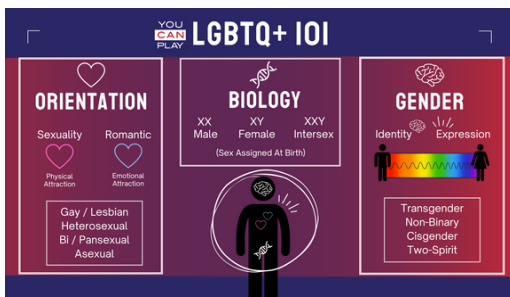 YOU
CAN
PLAY
LGBTQ+ 101
ORIENTATION
Sexuality Romantic
Physical
Attraction
Emotional
Attraction
Gay / Lesbian
Heterosexual
Bi / Pansexual
Asexual
BIOLOGY
XX XY XXY
Male Female Intersex
(Sex Assigned At Birth)
GENDER
Identity Expression
Transgender
Non-Binary
Cisgender
Two-Spirit